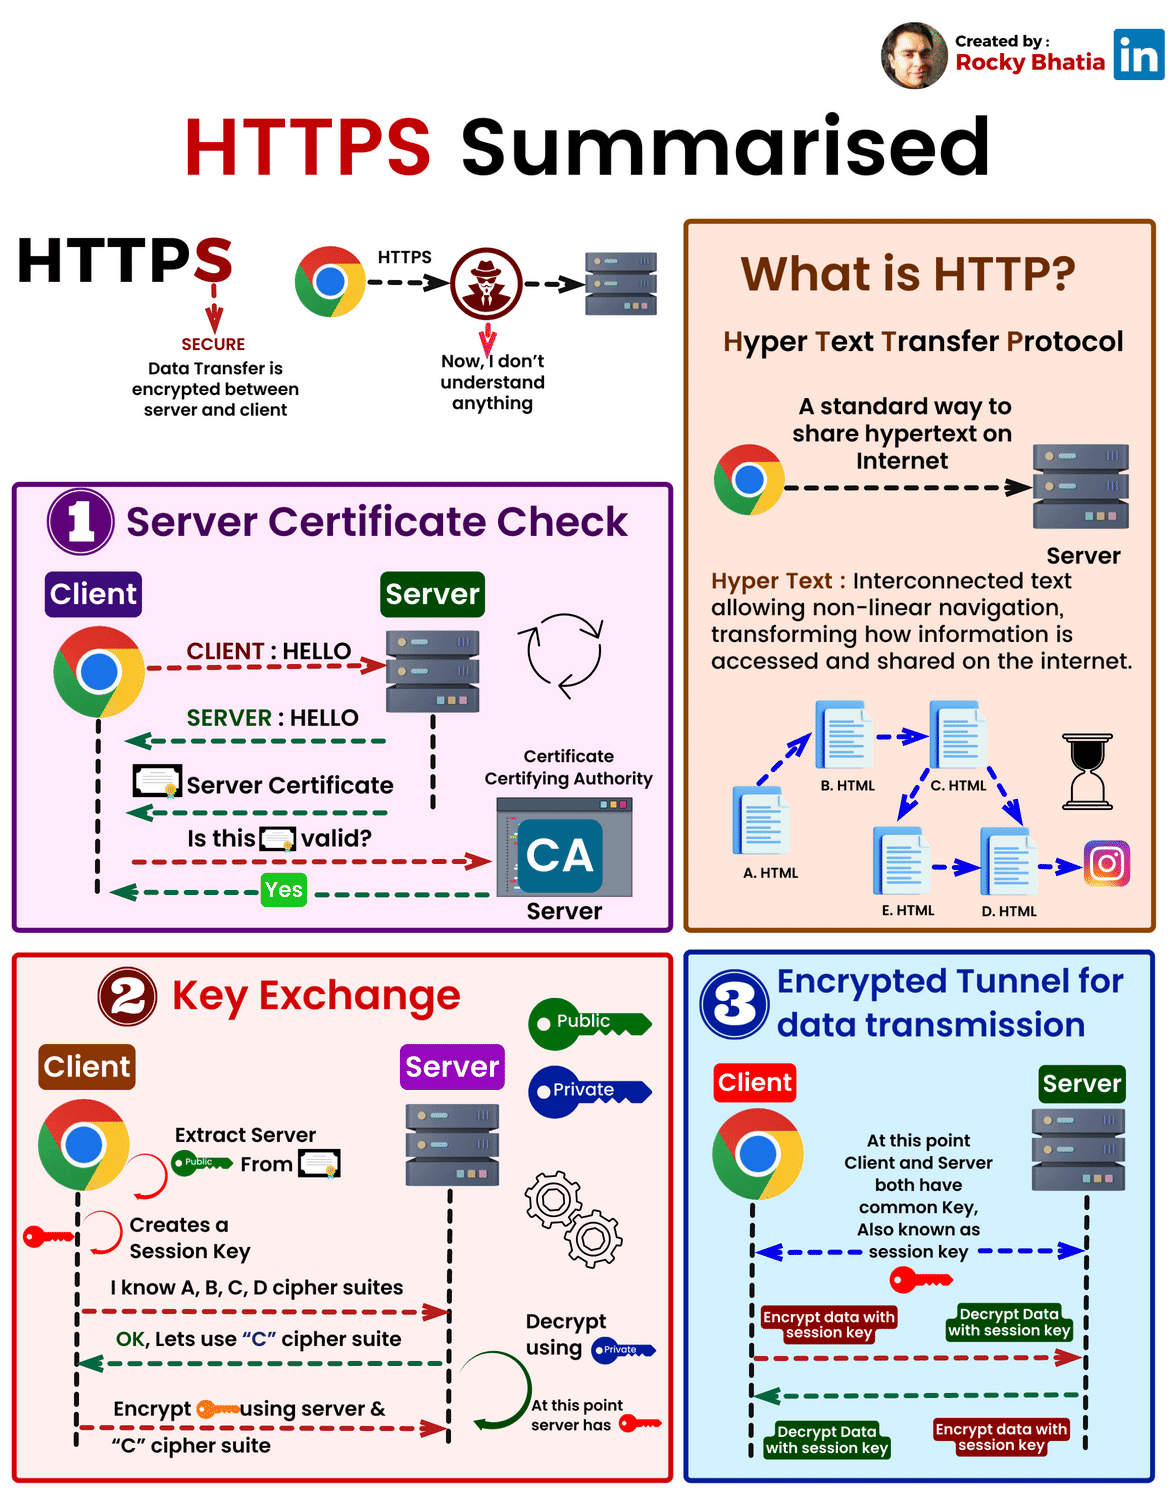 Created by :
Rocky Bhatia
in
HTTPS Summarised
HTTPS
SECURE
Data Transfer is
encrypted between
server and client
HTTPS
Now, I don't
understand
anything
What is HTTP?
Hyper Text Transfer Protocol
A standard way to
share hypertext on
Internet
Server
Hyper Text : Interconnected text
allowing non-linear navigation,
transforming how information is
accessed and shared on the internet.
B. HTML
C. HTML
A. HTML
E. HTML
D. HTML
1 Server Certificate Check
Client
Server
CLIENT : HELLO
SERVER : HELLO
Server Certificate
Is this valid?
Yes
Certificate
Certifying Authority
CA
Server
2 Key Exchange
Public
Private
Client
Server
Extract Server
Public From
Creates a
Session Key
I know A, B, C, D cipher suites
OK, Lets use “C” cipher suite
Encrypt using server &
“C” cipher suite
Decrypt
using Private
At this point
server has
3 Encrypted Tunnel for
data transmission
Client
Server
At this point
Client and Server
both have
common Key,
Also known as
session key
Encrypt data with
session key
Decrypt Data
with session key
Decrypt Data
with session key
Encrypt data with
session key